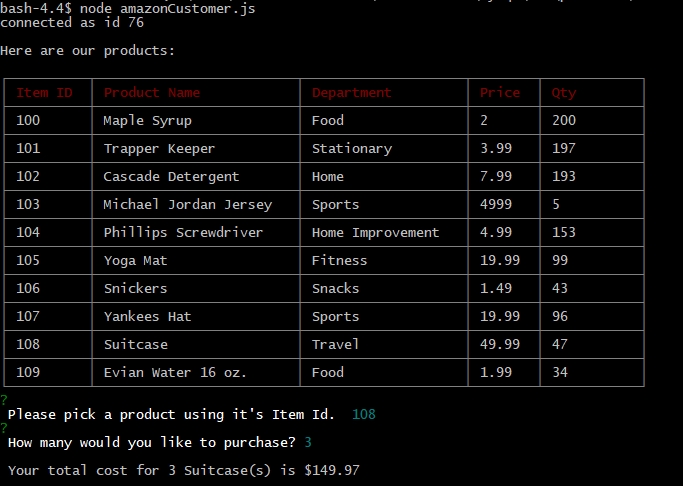 bash-4.4$ node amazonCustomer.js
connected as id 76
Here are our products:
Item ID Product Name Department Price Qty
100 Maple Syrup Food 2 200
101 Trapper Keeper Stationary 3.99 197
102 Cascade Detergent Home 7.99 193
103 Michael Jordan Jersey Sports 4999 5
104 Phillips Screwdriver Home Improvement 4.99 153
105 Yoga Mat Fitness 19.99 99
106 Snickers Snacks 1.49 43
107 Yankees Hat Sports 19.99 96
108 Suitcase Travel 49.99 47
109 Evian Water 16 oz. Food 1.99 34
?
Please pick a product using it's Item Id. 108
?
How many would you like to purchase? 3
Your total cost for 3 Suitcase(s) is $149.97